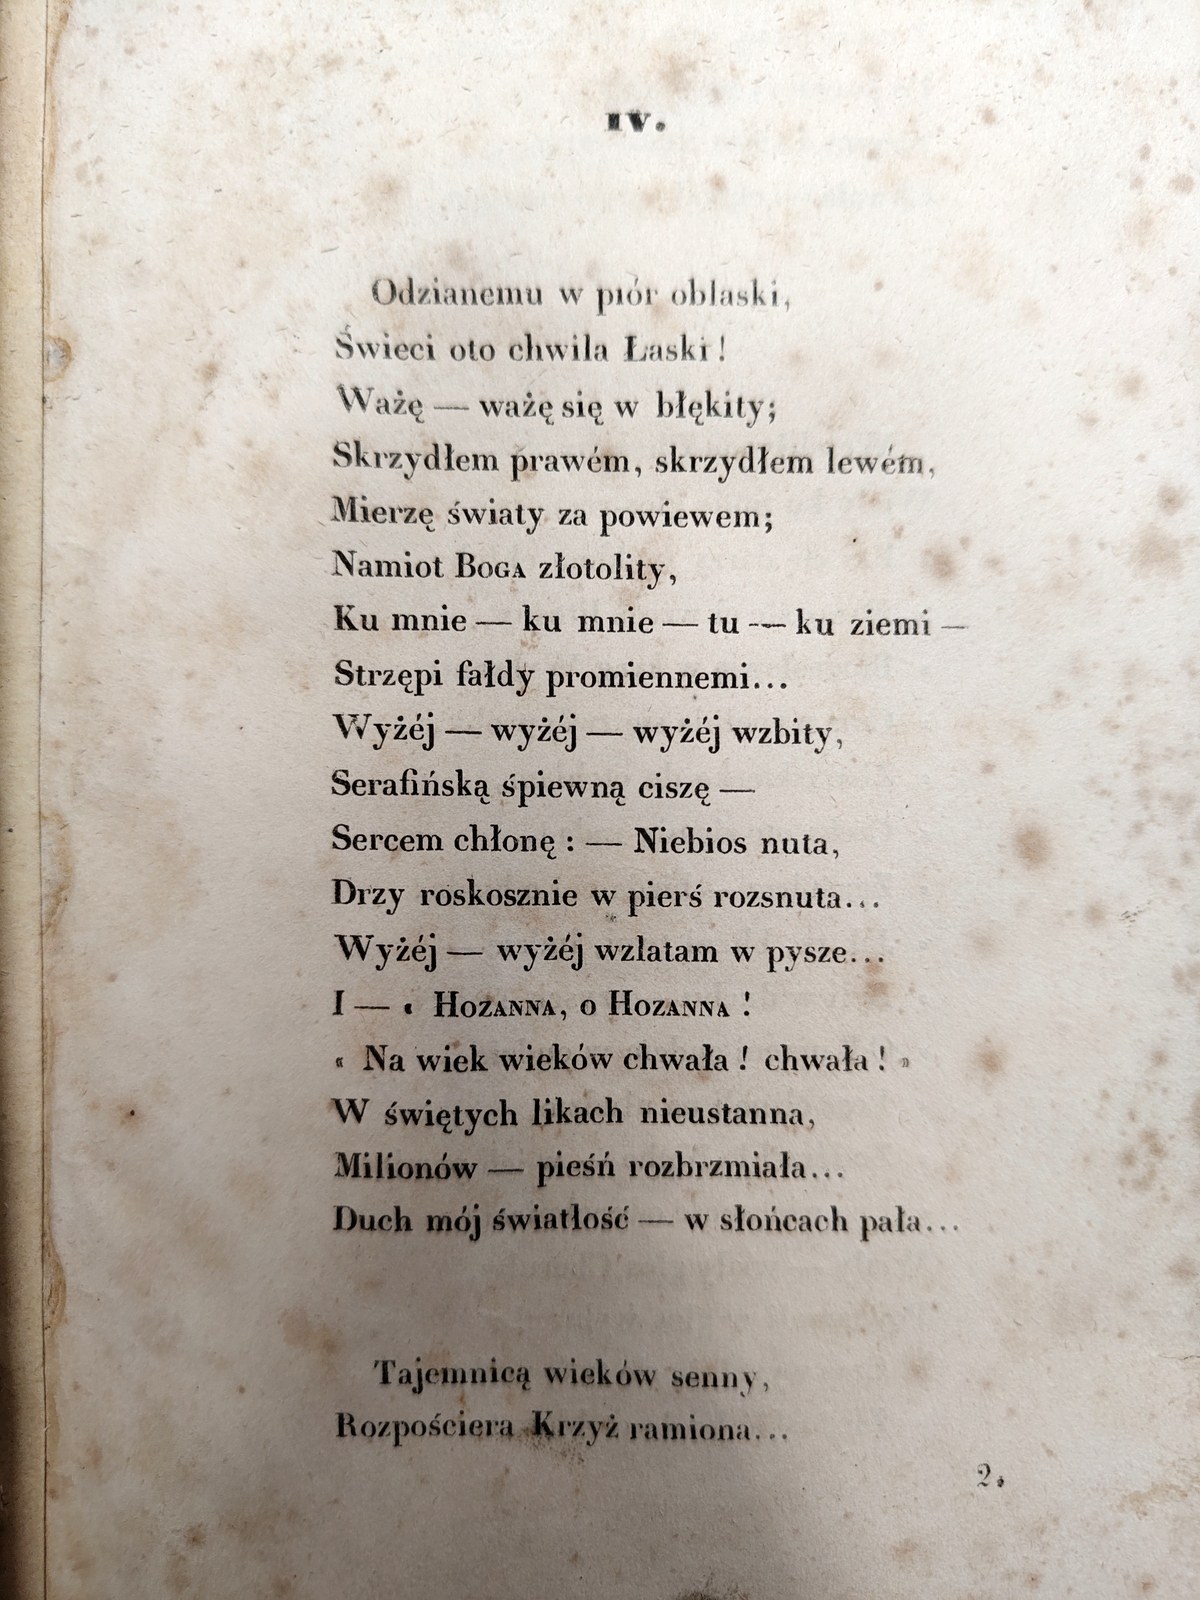 IV.
Odzianemu w piór oblaski,
Świeci oto chwila Łaski !
Ważę — ważę się w błękity;
Skrzydłem prawém, skrzydłem lewém,
Mierzę światy za powiewem;
Namiot BOGA złotolity,
Ku mnie — ku mnie — tu — ku ziemi —
Strzępi fałdy promiennemi...
Wyżéj — wyżéj — wyżéj wzbity,
Serafińską śpiewną ciszę —
Sercem chłonę : — Niebios nuta,
Drzy roskosznie w pierś rozsnuta...
Wyżéj — wyżéj wzlatam w pysze...
I — « HOZANNA, o HOZANNA !
« Na wiek wieków chwała ! chwała ! »
W świętych likach nieustanna,
Milionów — pieśń rozbrzmiała...
Duch mój światłość — w słońcach pała...
Tajemnicą wieków senny,
Rozpościera Krzyż ramiona...
2.